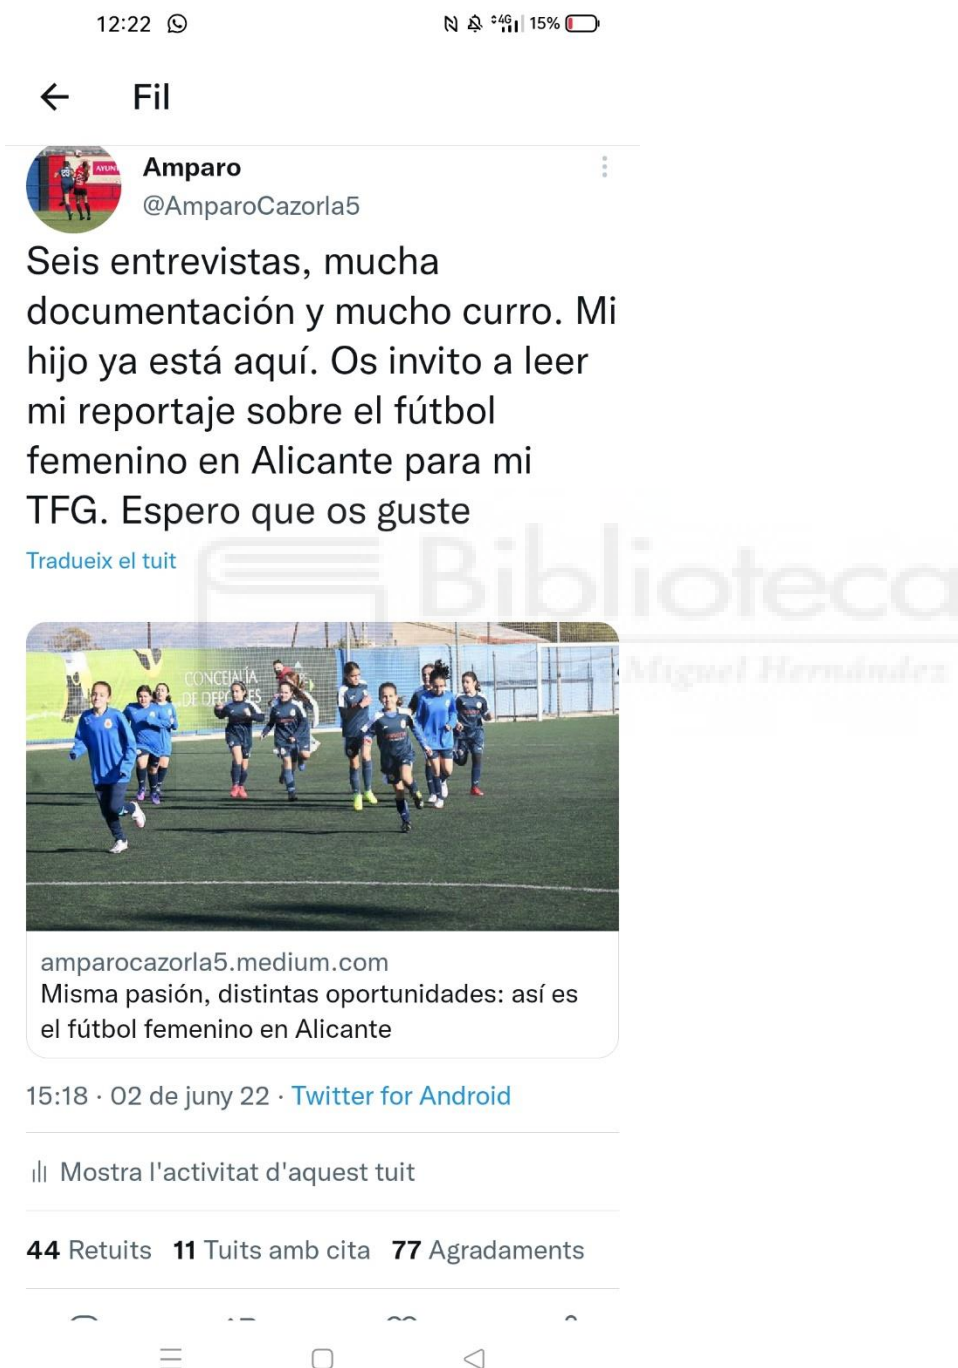 12:22
4G 15%
Fil
AYUN
Amparo
@AmparoCazorla5
Seis entrevistas, mucha
documentación y mucho curro. Mi
hijo ya está aquí. Os invito a leer
mi reportaje sobre el fútbol
femenino en Alicante para mi
TFG. Espero que os guste
Tradueix el tuit
Biblioteca
Miguel Hernández
CONCEJALÍA
DE DEPORTES
amparocazorla5.medium.com
Misma pasión, distintas oportunidades: así es
el fútbol femenino en Alicante
15:18 · 02 de juny 22 · Twitter for Android
Mostra l'activitat d'aquest tuit
44 Retuits 11 Tuits amb cita 77 Agradaments